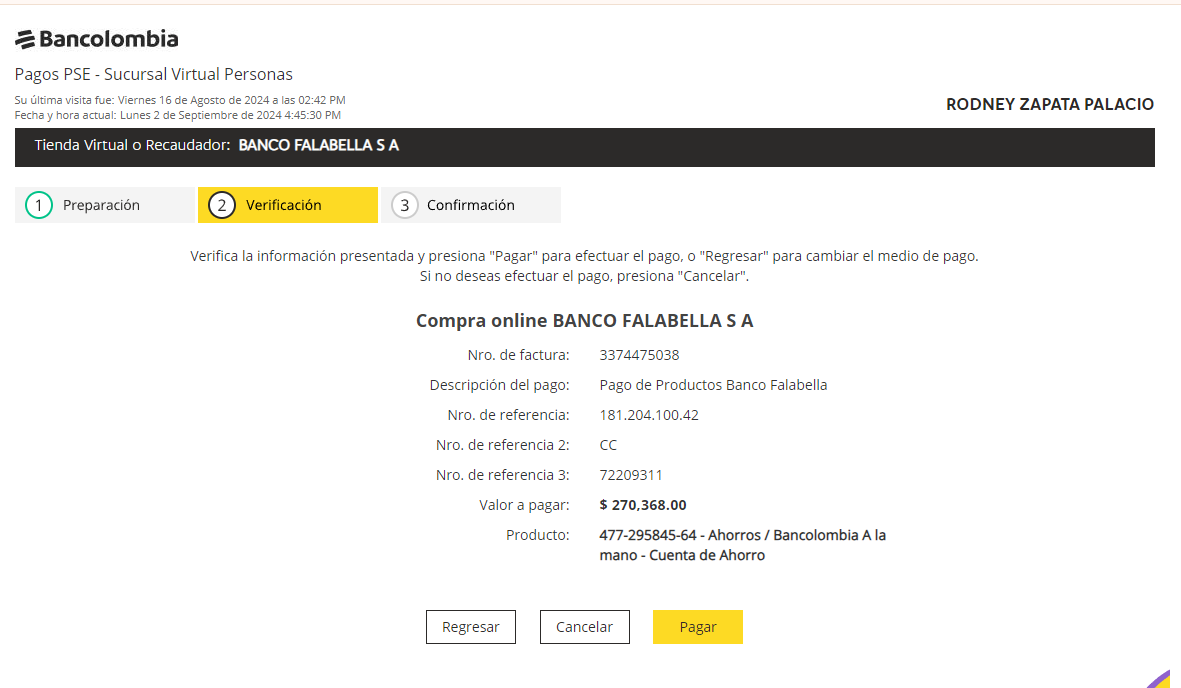 Bancolombia
Pagos PSE - Sucursal Virtual Personas
Su última visita fue: Viernes 16 de Agosto de 2024 a las 02:42 PM
Fecha y hora actual: Lunes 2 de Septiembre de 2024 4:45:30 PM
RODNEY ZAPATA PALACIO
Tienda Virtual o Recaudador: BANCO FALABELLA S A
1 Preparación 2 Verificación 3 Confirmación
Verifica la información presentada y presiona "Pagar" para efectuar el pago, o "Regresar" para cambiar el medio de pago.
Si no deseas efectuar el pago, presiona "Cancelar".
Compra online BANCO FALABELLA S A
Nro. de factura: 3374475038
Descripción del pago: Pago de Productos Banco Falabella
Nro. de referencia: 181.204.100.42
Nro. de referencia 2: CC
Nro. de referencia 3: 72209311
Valor a pagar: $ 270,368.00
Producto: 477-295845-64 - Ahorros / Bancolombia A la
mano - Cuenta de Ahorro
Regresar Cancelar Pagar